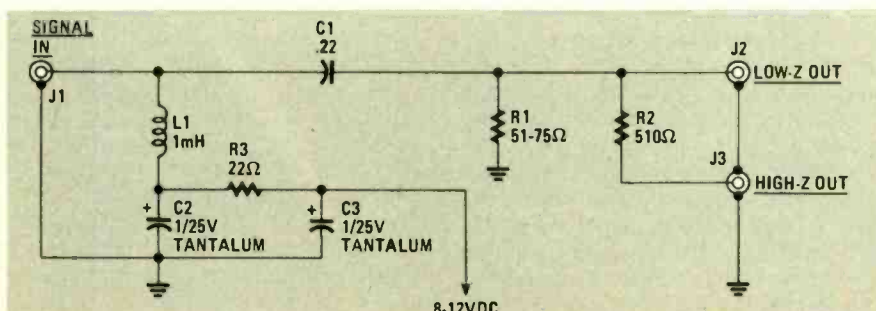 SIGNAL
IN
J1
C1
.22
L1
1mH
R3
22Ω
+
C2
1/25V
TANTALUM
+
C3
1/25V
TANTALUM
8-12VDC
R1
51-75Ω
R2
510Ω
J2
LOW-Z OUT
J3
HIGH-Z OUT